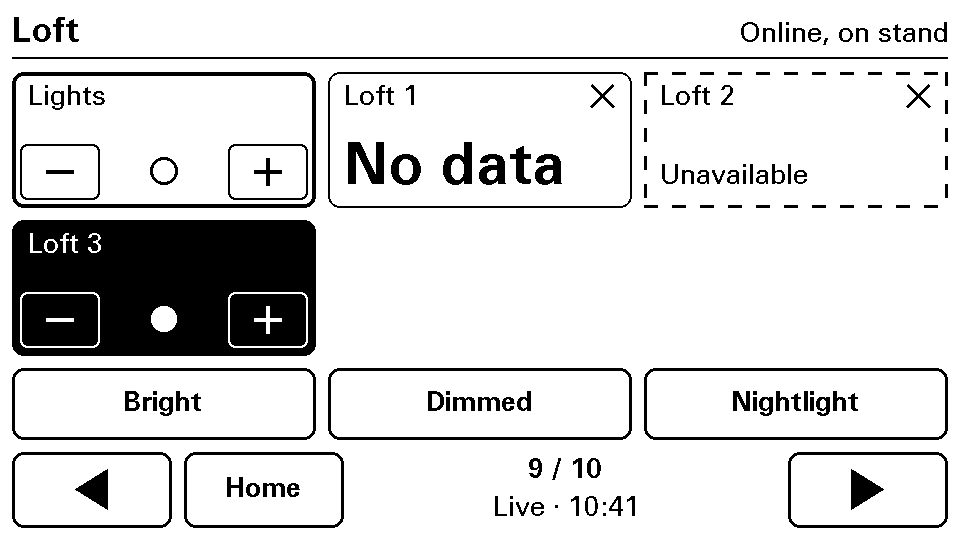 Loft
Online, on stand
Lights
Loft 1
No data
Loft 2
Unavailable
Loft 3
Bright
Dimmed
Nightlight
Home
9 / 10
Live · 10:41